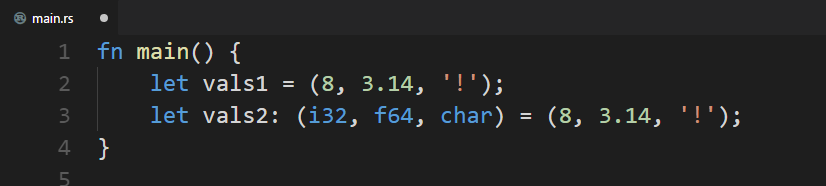 main.rs
1 fn main() {
2     let vals1 = (8, 3.14, '!');
3     let vals2: (i32, f64, char) = (8, 3.14, '!');
4 }
5